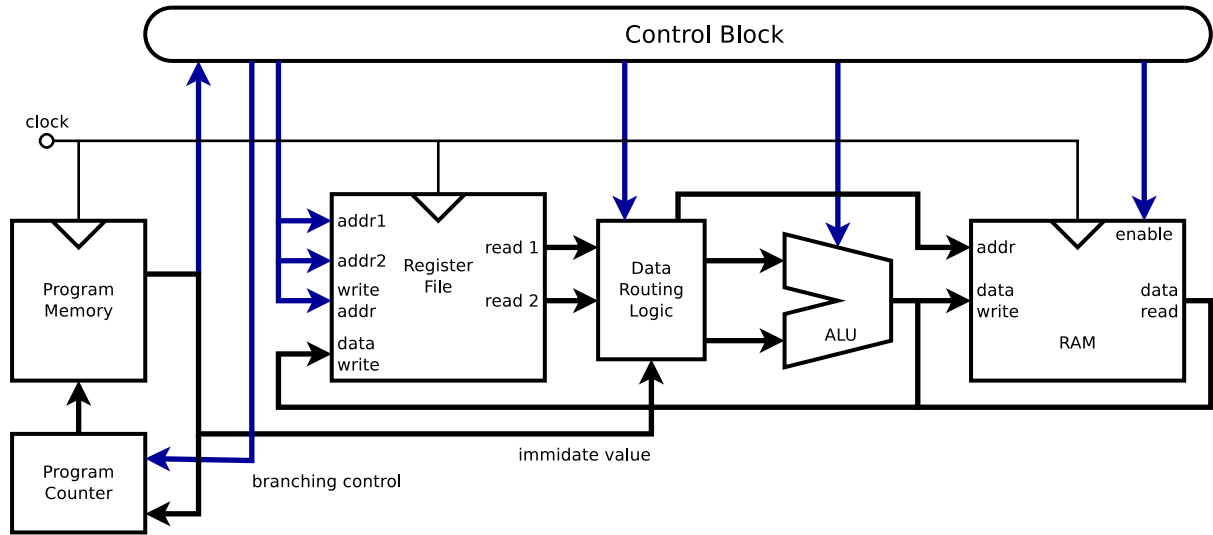 Control Block
clock
addr1
addr2
write
addr
data
write
Register
File
read 1
read 2
Program
Memory
Data
Routing
Logic
ALU
addr
data
write
enable
data
read
RAM
Program
Counter
branching control
immidate value